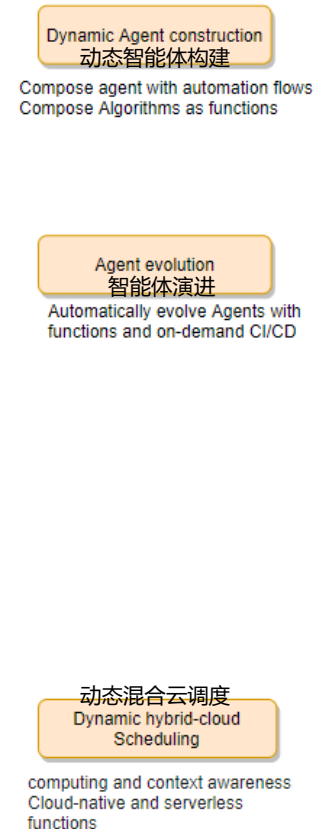 Dynamic Agent construction
动态智能体构建
Compose agent with automation flows
Compose Algorithms as functions
Agent evolution
智能体演进
Automatically evolve Agents with
functions and on-demand CI/CD
动态混合云调度
Dynamic hybrid-cloud
Scheduling
computing and context awareness
Cloud-native and serverless
functions